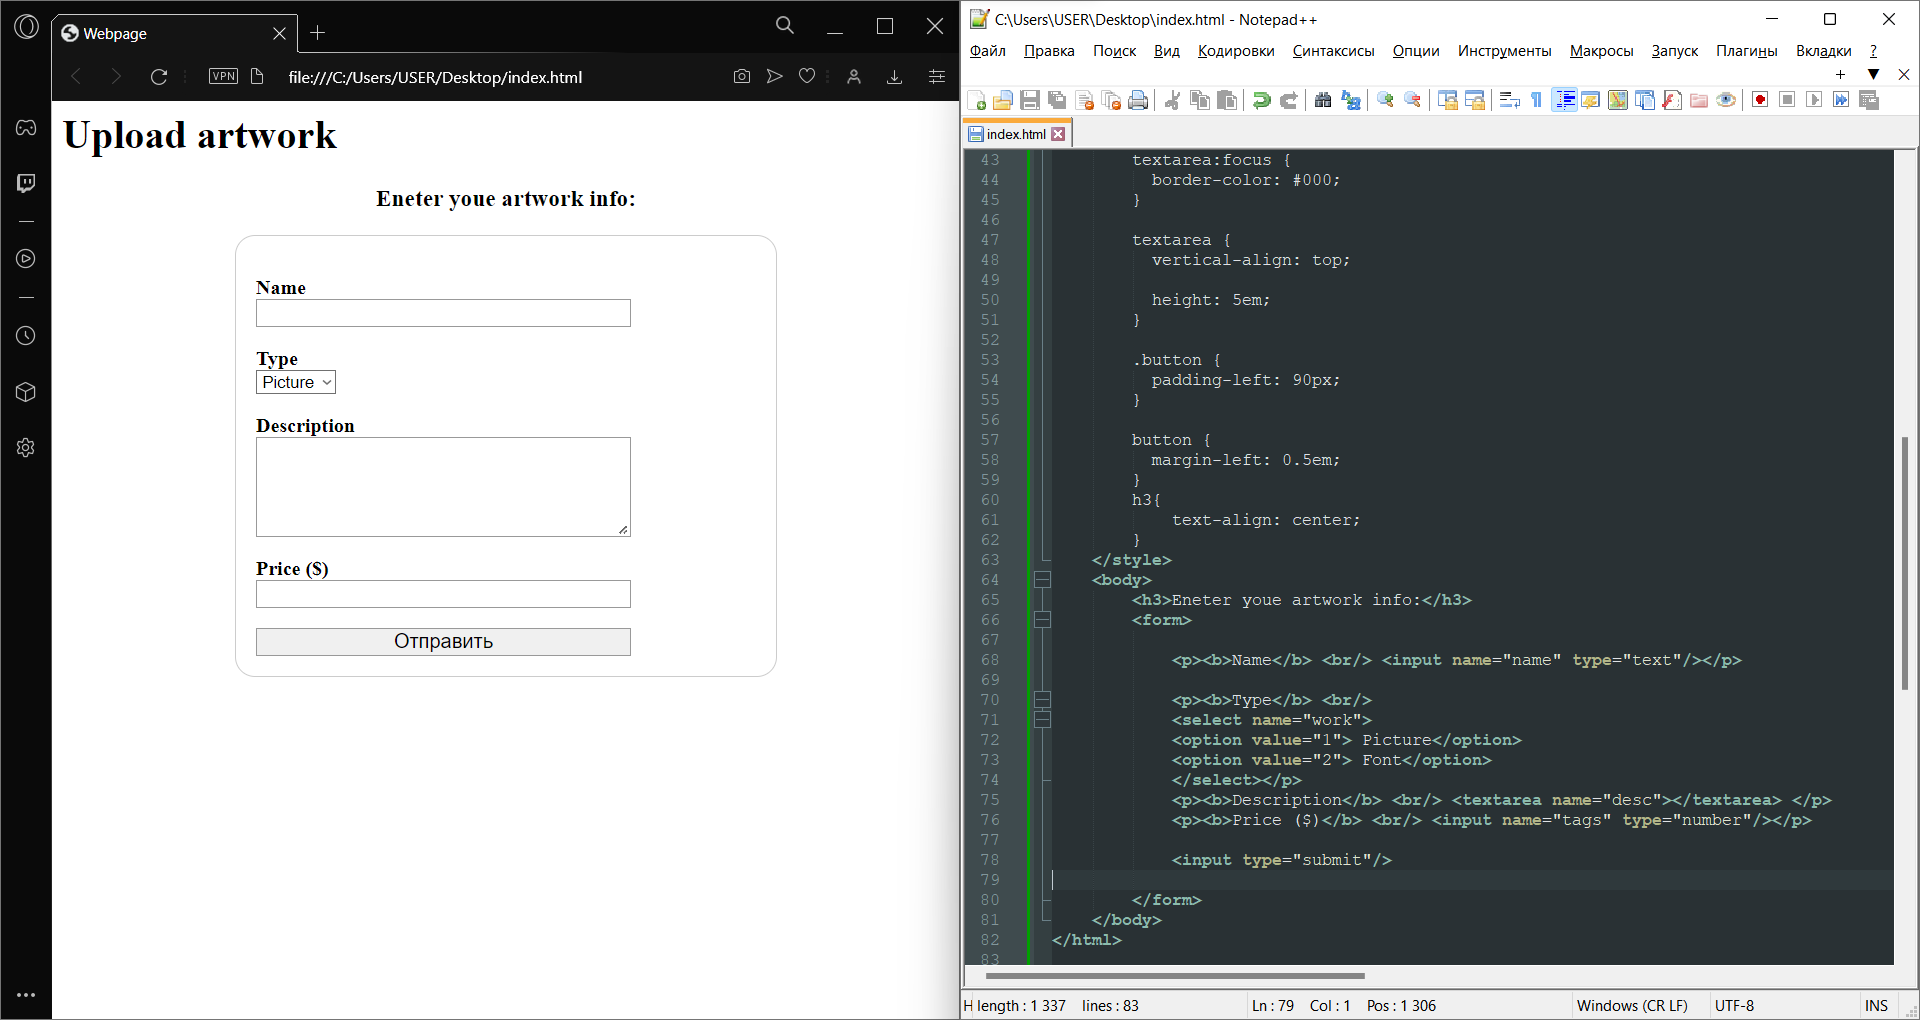 Webpage
VPN
file:///C:/Users/USER/Desktop/index.html
Upload artwork
Eneter youe artwork info:
Name
Type
Picture
Description
Price ($)
Отправить
C:\Users\USER\Desktop\index.html - Notepad++
Файл Правка Поиск Вид Кодировки Синтаксисы Опции Инструменты Макросы Запуск Плагины Вкладки ?
index.html
43 textarea:focus {
44 border-color: #000;
45 }
46
47 textarea {
48 vertical-align: top;
49
50 height: 5em;
51 }
52
53 .button {
54 padding-left: 90px;
55 }
56
57 button {
58 margin-left: 0.5em;
59 }
60 h3{
61 text-align: center;
62 }
63 </style>
64 <body>
65 <h3>Eneter youe artwork info:</h3>
66 <form>
67
68 <p><b>Name</b> <br/> <input name="name" type="text"/></p>
69
70 <p><b>Type</b> <br/>
71 <select name="work">
72 <option value="1"> Picture</option>
73 <option value="2"> Font</option>
74 </select></p>
75 <p><b>Description</b> <br/> <textarea name="desc"></textarea> </p>
76 <p><b>Price ($)</b> <br/> <input name="tags" type="number"/></p>
77
78 <input type="submit"/>
79
80 </form>
81 </body>
82 </html>
83
H length : 1 337 lines : 83 Ln : 79 Col : 1 Pos : 1 306 Windows (CR LF) UTF-8 INS